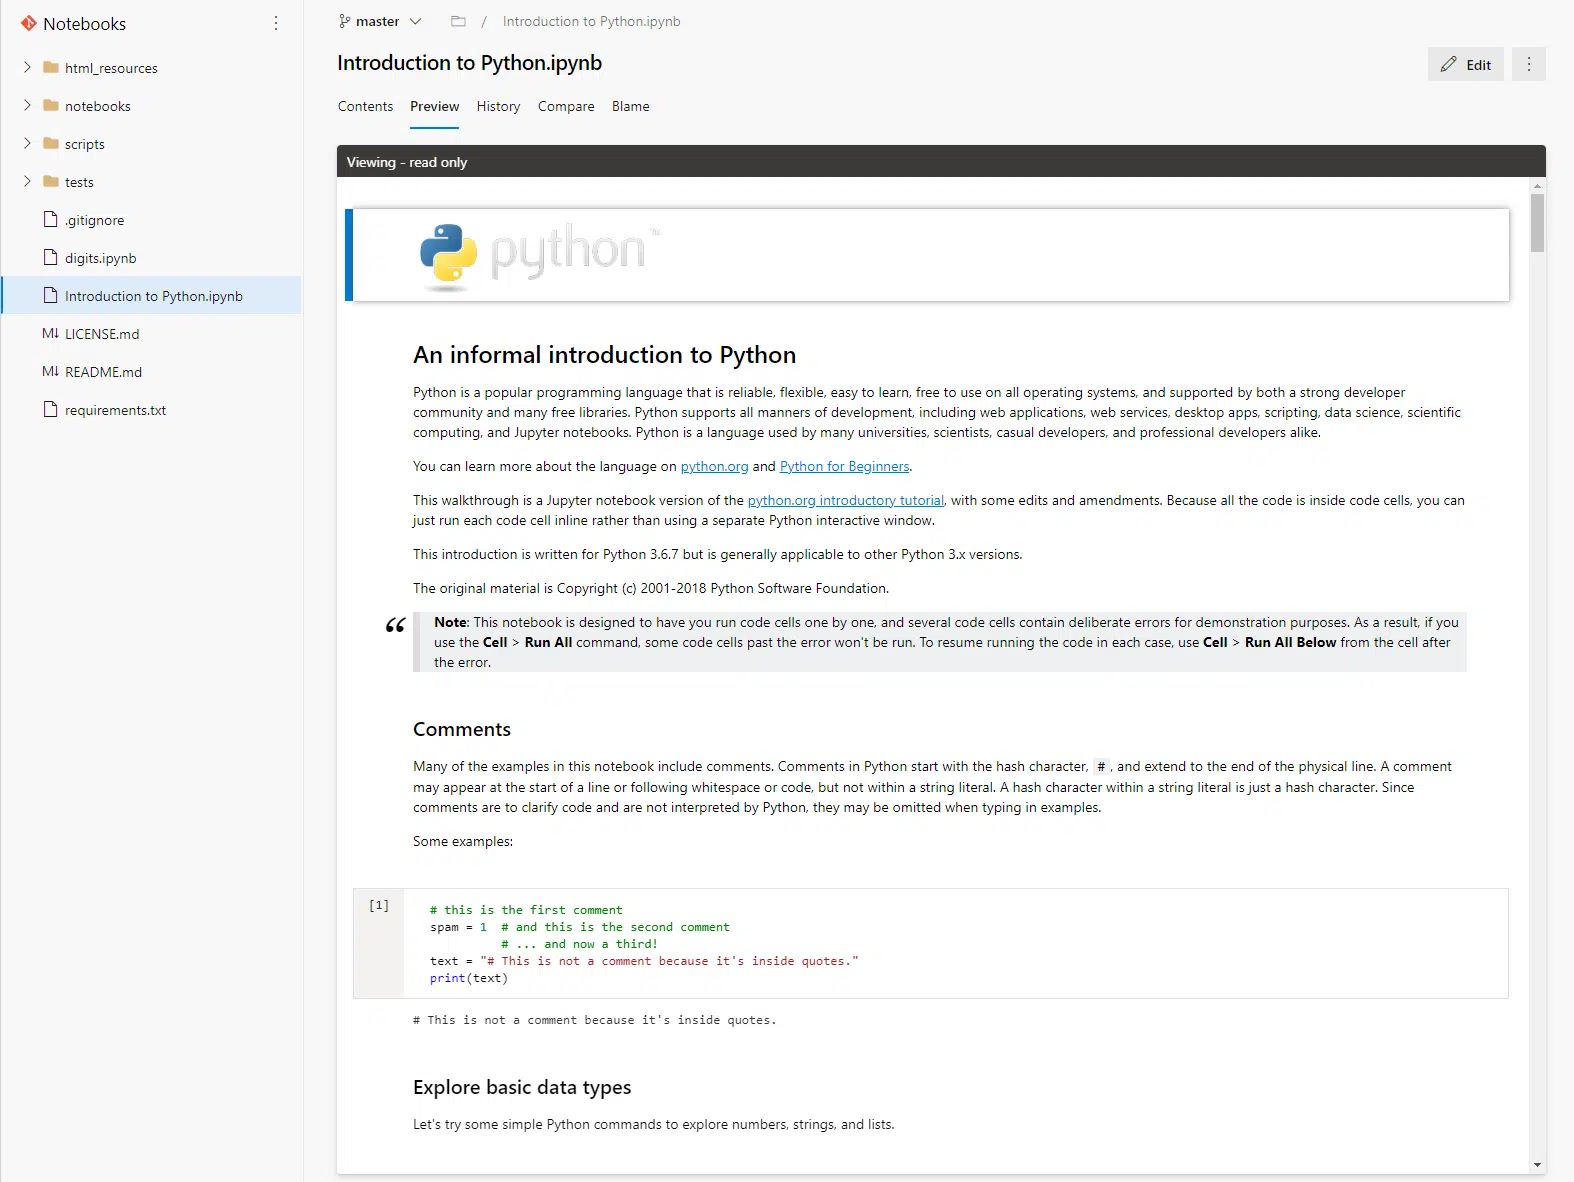 Notebooks
html_resources
notebooks
scripts
tests
.gitignore
digits.ipynb
Introduction to Python.ipynb
M↓ LICENSE.md
M↓ README.md
requirements.txt
master / Introduction to Python.ipynb
Introduction to Python.ipynb
Edit
Contents Preview History Compare Blame
Viewing - read only
python™
An informal introduction to Python
Python is a popular programming language that is reliable, flexible, easy to learn, free to use on all operating systems, and supported by both a strong developer
community and many free libraries. Python supports all manners of development, including web applications, web services, desktop apps, scripting, data science, scientific
computing, and Jupyter notebooks. Python is a language used by many universities, scientists, casual developers, and professional developers alike.
You can learn more about the language on python.org and Python for Beginners.
This walkthrough is a Jupyter notebook version of the python.org introductory tutorial, with some edits and amendments. Because all the code is inside code cells, you can
just run each code cell inline rather than using a separate Python interactive window.
This introduction is written for Python 3.6.7 but is generally applicable to other Python 3.x versions.
The original material is Copyright (c) 2001-2018 Python Software Foundation.
“ Note: This notebook is designed to have you run code cells one by one, and several code cells contain deliberate errors for demonstration purposes. As a result, if you
use the Cell > Run All command, some code cells past the error won't be run. To resume running the code in each case, use Cell > Run All Below from the cell after
the error.
Comments
Many of the examples in this notebook include comments. Comments in Python start with the hash character, #, and extend to the end of the physical line. A comment
may appear at the start of a line or following whitespace or code, but not within a string literal. A hash character within a string literal is just a hash character. Since
comments are to clarify code and are not interpreted by Python, they may be omitted when typing in examples.
Some examples:
[1] # this is the first comment
spam = 1  # and this is the second comment
          # ... and now a third!
text = "# This is not a comment because it's inside quotes."
print(text)
# This is not a comment because it's inside quotes.
Explore basic data types
Let's try some simple Python commands to explore numbers, strings, and lists.